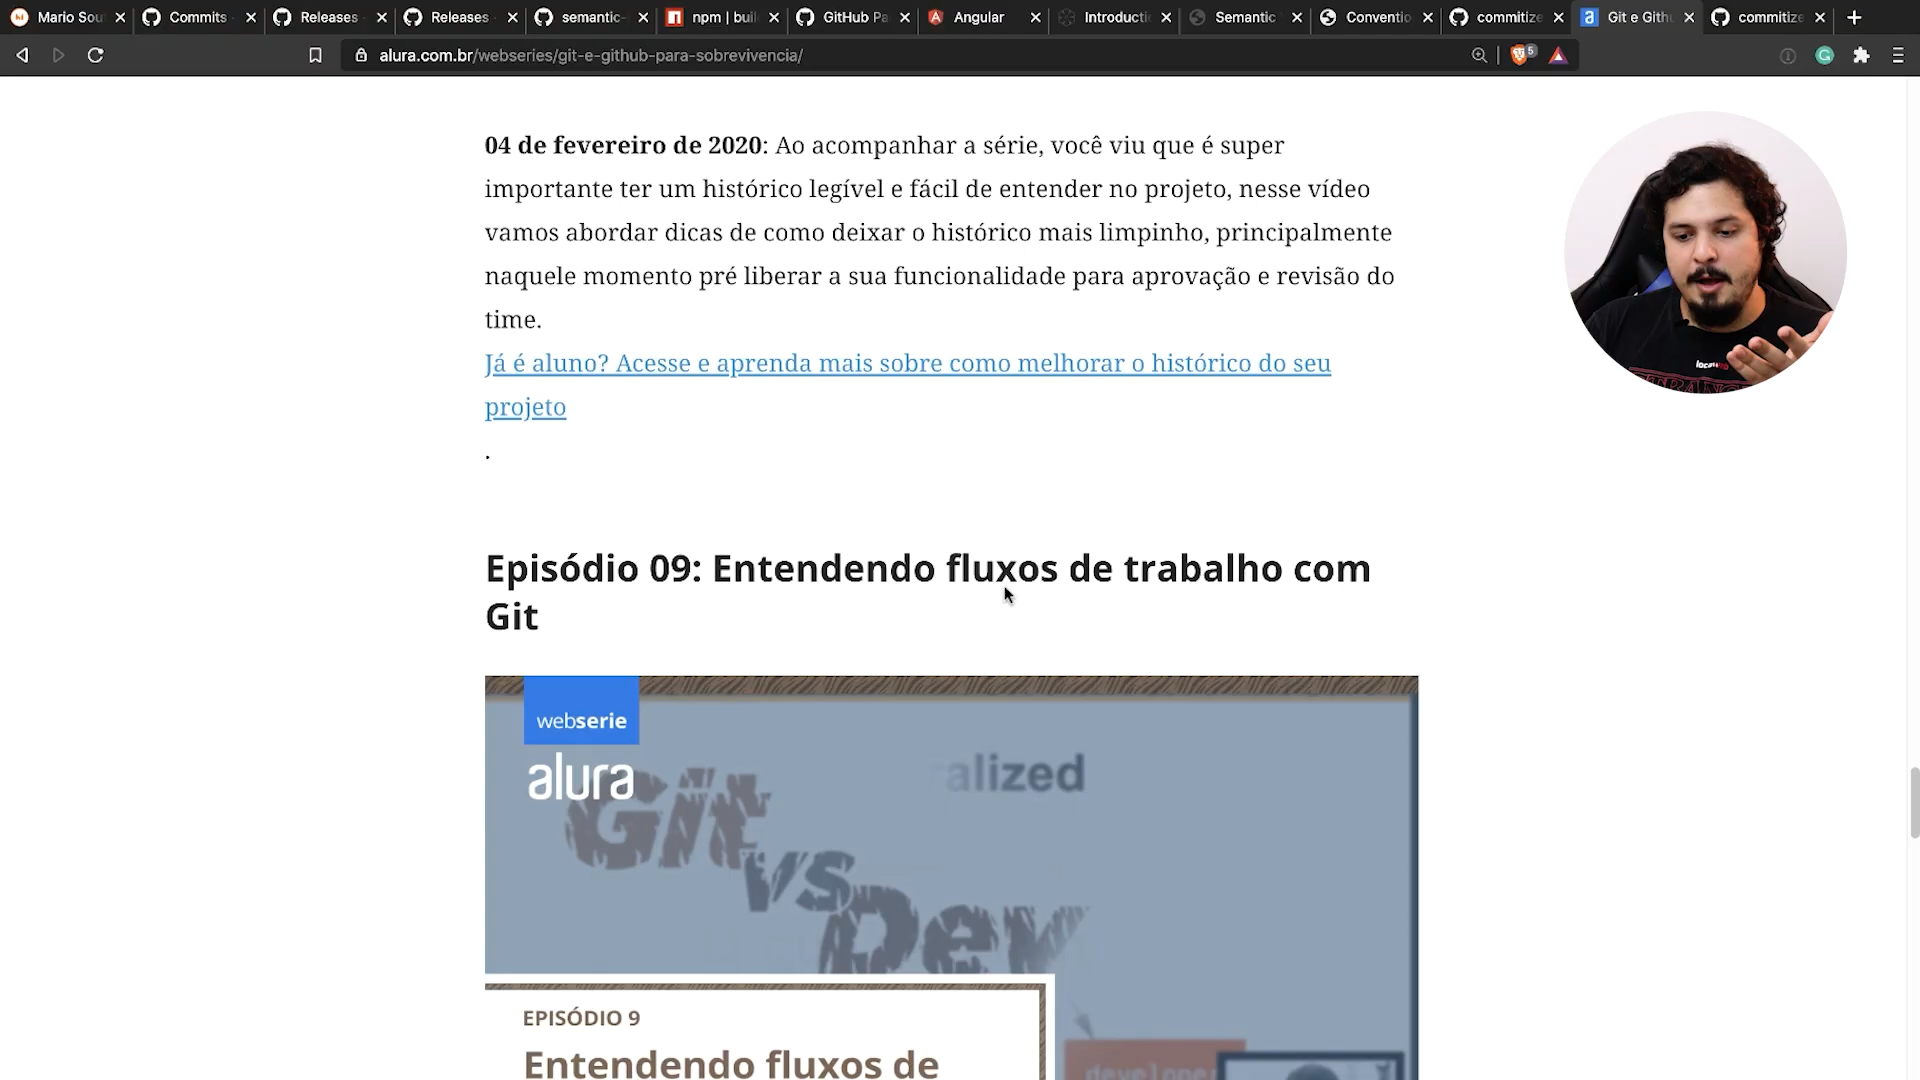 Mario Sou
Commits
Releases
Releases
semantic-
npm | buil
GitHub Pa
Angular
Introducti
Semantic
Conventio
commitize
Git e Gith
commitize
alura.com.br/webseries/git-e-github-para-sobrevivencia/
5
04 de fevereiro de 2020: Ao acompanhar a série, você viu que é super
importante ter um histórico legível e fácil de entender no projeto, nesse vídeo
vamos abordar dicas de como deixar o histórico mais limpinho, principalmente
naquele momento pré liberar a sua funcionalidade para aprovação e revisão do
time.
Já é aluno? Acesse e aprenda mais sobre como melhorar o histórico do seu
projeto
.
Episódio 09: Entendendo fluxos de trabalho com
Git
webserie
alura
alized
Git
vs
Dev
EPISÓDIO 9
Entendendo fluxos de
developer